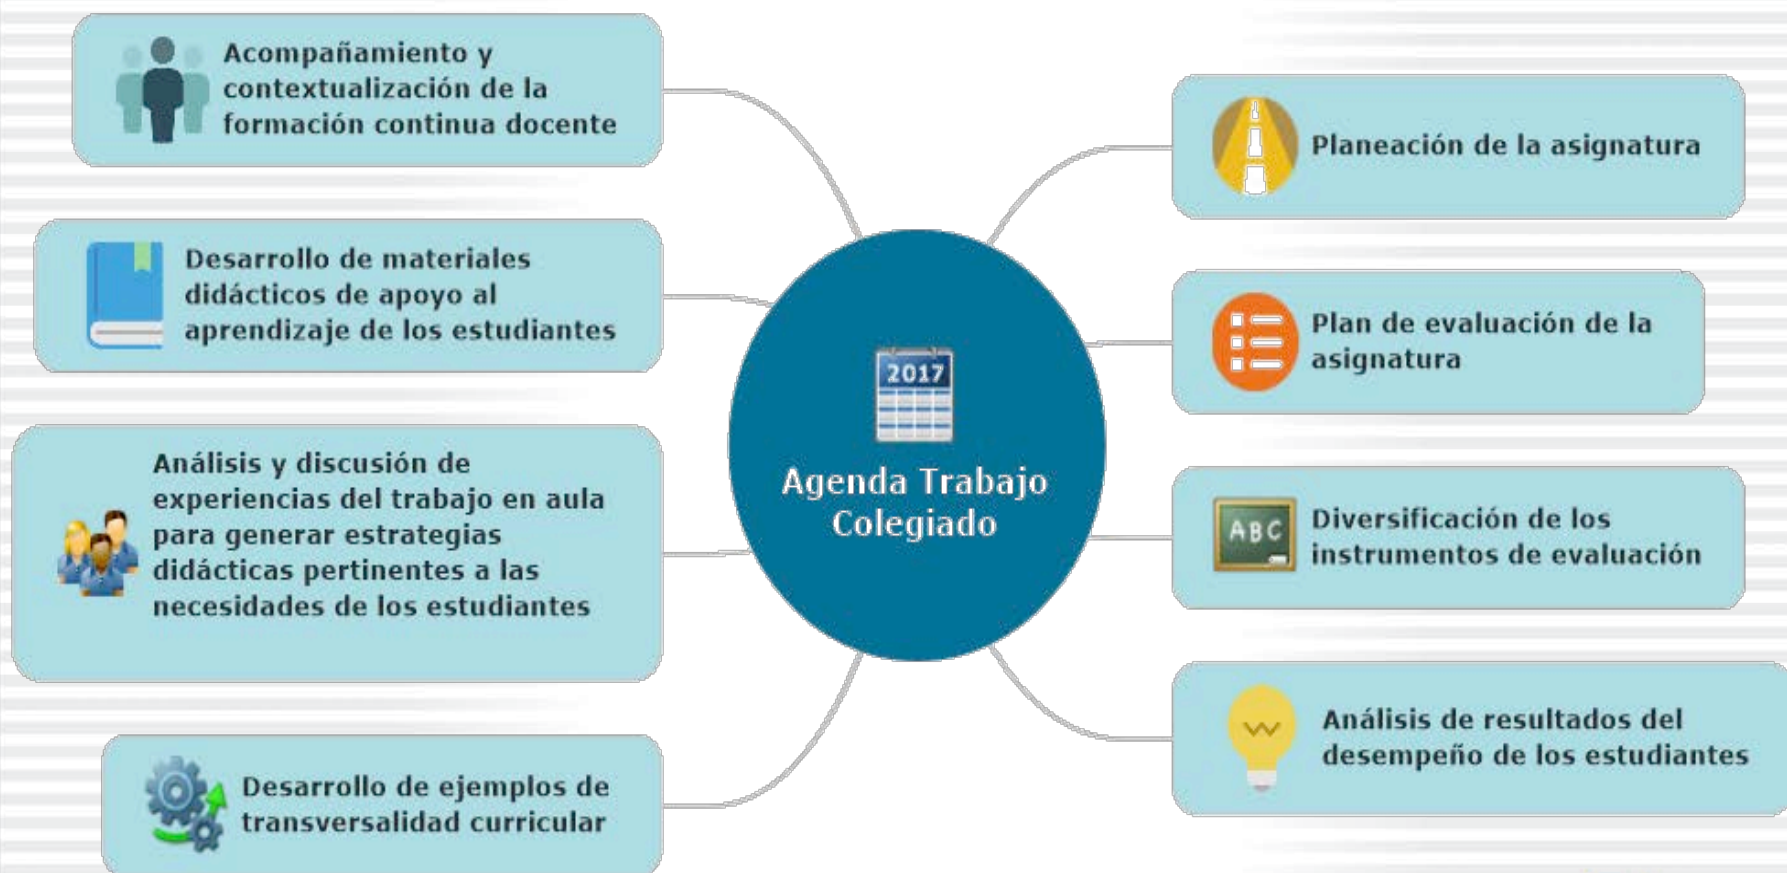 Acompañamiento y
contextualización de la
formación continua docente
Desarrollo de materiales
didácticos de apoyo al
aprendizaje de los estudiantes
Análisis y discusión de
experiencias del trabajo en aula
para generar estrategias
didácticas pertinentes a las
necesidades de los estudiantes
Desarrollo de ejemplos de
transversalidad curricular
2017
Agenda Trabajo
Colegiado
Planeación de la asignatura
Plan de evaluación de la
asignatura
ABC
Diversificación de los
instrumentos de evaluación
Análisis de resultados del
desempeño de los estudiantes